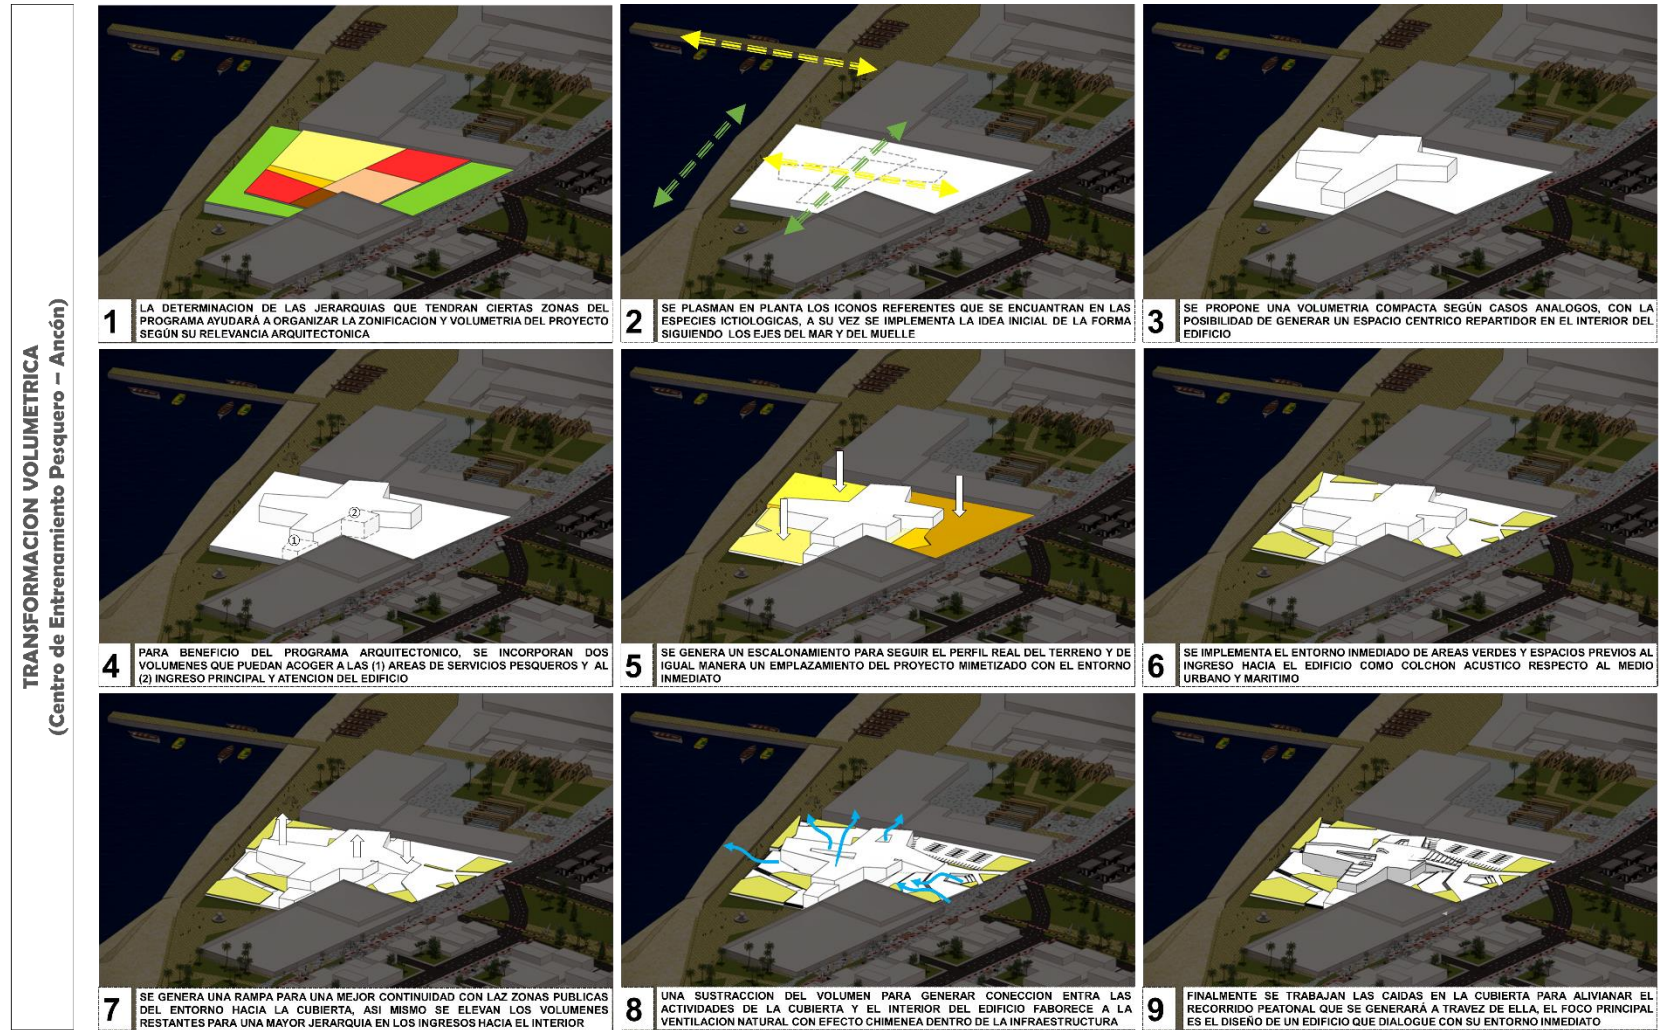 TRANSFORMACION VOLUMETRICA
(Centro de Entrenamiento Pesquero – Ancón)
1
LA DETERMINACION DE LAS JERARQUIAS QUE TENDRAN CIERTAS ZONAS DEL
PROGRAMA AYUDARÁ A ORGANIZAR LA ZONIFICACION Y VOLUMETRIA DEL PROYECTO
SEGÚN SU RELEVANCIA ARQUITECTONICA
2
SE PLASMAN EN PLANTA LOS ICONOS REFERENTES QUE SE ENCUANTRAN EN LAS
ESPECIES ICTIOLOGICAS, A SU VEZ SE IMPLEMENTA LA IDEA INICIAL DE LA FORMA
SIGUIENDO LOS EJES DEL MAR Y DEL MUELLE
3
SE PROPONE UNA VOLUMETRIA COMPACTA SEGÚN CASOS ANALOGOS, CON LA
POSIBILIDAD DE GENERAR UN ESPACIO CENTRICO REPARTIDOR EN EL INTERIOR DEL
EDIFICIO
1
2
4
PARA BENEFICIO DEL PROGRAMA ARQUITECTONICO, SE INCORPORAN DOS
VOLUMENES QUE PUEDAN ACOGER A LAS (1) AREAS DE SERVICIOS PESQUEROS Y AL
(2) INGRESO PRINCIPAL Y ATENCION DEL EDIFICIO
5
SE GENERA UN ESCALONAMIENTO PARA SEGUIR EL PERFIL REAL DEL TERRENO Y DE
IGUAL MANERA UN EMPLAZAMIENTO DEL PROYECTO MIMETIZADO CON EL ENTORNO
INMEDIATO
6
SE IMPLEMENTA EL ENTORNO INMEDIATO DE AREAS VERDES Y ESPACIOS PREVIOS AL
INGRESO HACIA EL EDIFICIO COMO COLCHON ACUSTICO RESPECTO AL MEDIO
URBANO Y MARITIMO
7
SE GENERA UNA RAMPA PARA UNA MEJOR CONTINUIDAD CON LAZ ZONAS PUBLICAS
DEL ENTORNO HACIA LA CUBIERTA, ASI MISMO SE ELEVAN LOS VOLUMENES
RESTANTES PARA UNA MAYOR JERARQUIA EN LOS INGRESOS HACIA EL INTERIOR
8
UNA SUSTRACCION DEL VOLUMEN PARA GENERAR CONECCION ENTRA LAS
ACTIVIDADES DE LA CUBIERTA Y EL INTERIOR DEL EDIFICIO FABORECE A LA
VENTILACION NATURAL CON EFECTO CHIMENEA DENTRO DE LA INFRAESTRUCTURA
9
FINALMENTE SE TRABAJAN LAS CAIDAS EN LA CUBIERTA PARA ALIVIANAR EL
RECORRIDO PEATONAL QUE SE GENERARÁ A TRAVEZ DE ELLA, EL FOCO PRINCIPAL
ES EL DISEÑO DE UN EDIFICIO QUE DIALOGUE CON SU ENTORNO INMEDIATO